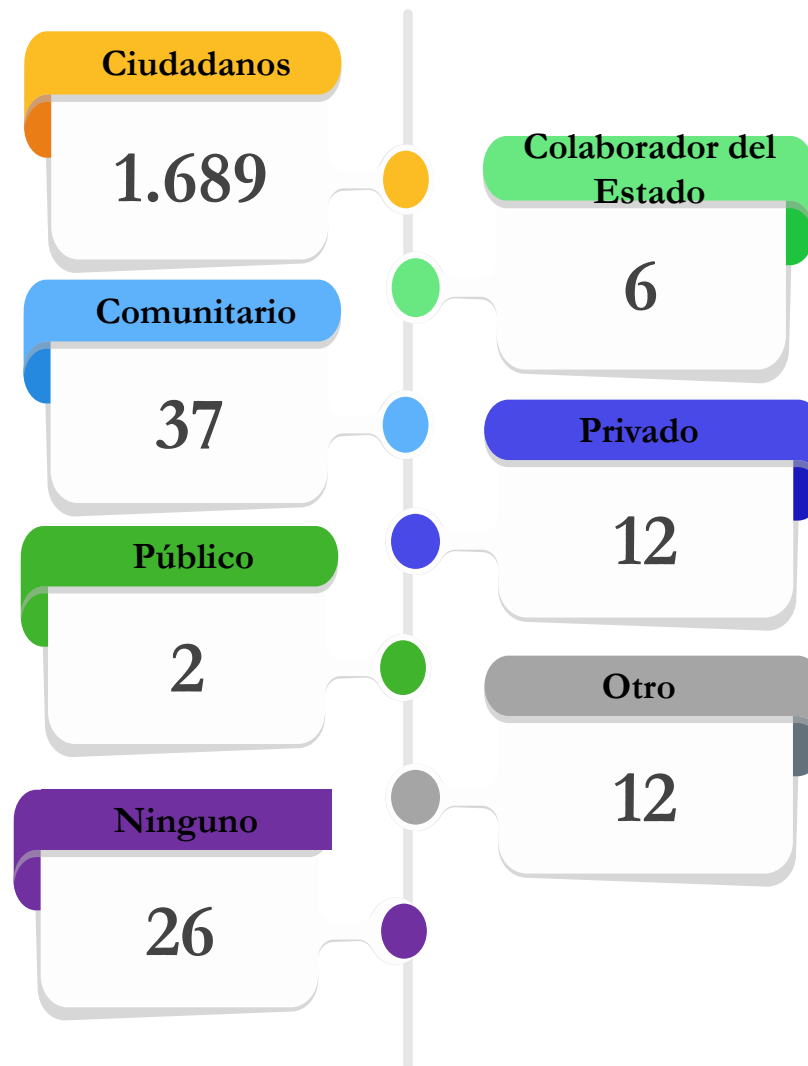 Ciudadanos
1.689
Colaborador del
Estado
6
Comunitario
37
Privado
12
Público
2
Otro
12
Ninguno
26